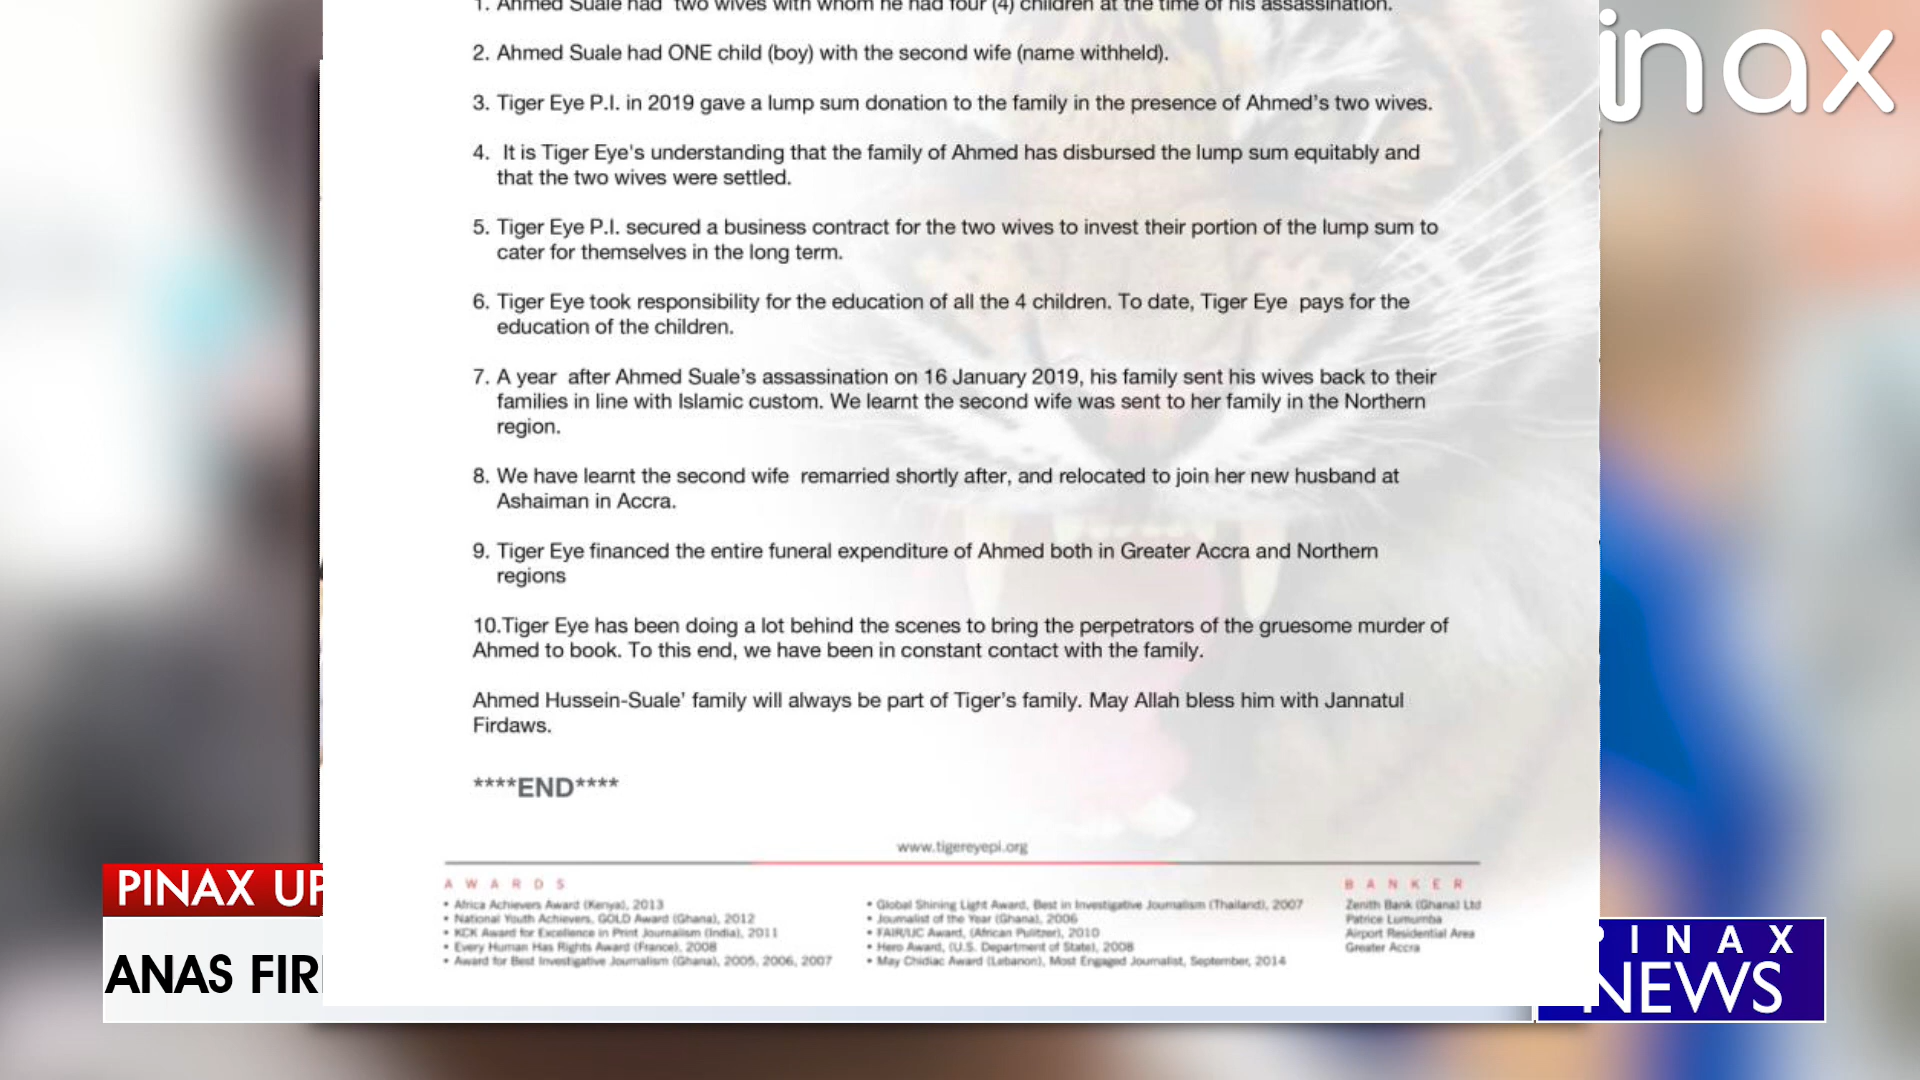 1. Ahmed Suale had two wives with whom he had four (4) children at the time of his assassination.
inax
2. Ahmed Suale had ONE child (boy) with the second wife (name withheld).
3. Tiger Eye P.I. in 2019 gave a lump sum donation to the family in the presence of Ahmed's two wives.
4. It is Tiger Eye's understanding that the family of Ahmed has disbursed the lump sum equitably and
that the two wives were settled.
5. Tiger Eye P.I. secured a business contract for the two wives to invest their portion of the lump sum to
cater for themselves in the long term.
6. Tiger Eye took responsibility for the education of all the 4 children. To date, Tiger Eye pays for the
education of the children.
7. A year after Ahmed Suale's assassination on 16 January 2019, his family sent his wives back to their
families in line with Islamic custom. We learnt the second wife was sent to her family in the Northern
region.
8. We have learnt the second wife remarried shortly after, and relocated to join her new husband at
Ashaiman in Accra.
9. Tiger Eye financed the entire funeral expenditure of Ahmed both in Greater Accra and Northern
regions
10.Tiger Eye has been doing a lot behind the scenes to bring the perpetrators of the gruesome murder of
Ahmed to book. To this end, we have been in constant contact with the family.
Ahmed Hussein-Suale' family will always be part of Tiger's family. May Allah bless him with Jannatul
Firdaws.
****END****
www.tigereyepi.org
AWARDS
• Africa Achievers Award (Kenya), 2013
• National Youth Achievers, GOLD Award (Ghana), 2012
• KCK Award for Excellence in Print Journalism (India), 2011
• Every Human Has Rights Award (France), 2008
• Award for Best Investigative Journalism (Ghana), 2005, 2006, 2007
• Global Shining Light Award, Best in Investigative Journalism (Thailand), 2007
• Journalist of the Year (Ghana), 2006
• FAIR/IJC Award, (African Pulitzer), 2010
• Hero Award, (U.S. Department of State), 2008
• May Chidiac Award (Lebanon), Most Engaged Journalist, September, 2014
BANKER
Zenith Bank (Ghana) Ltd
Patrice Lumumba
Airport Residential Area
Greater Accra
PINAX UP
ANAS FIR
PINAX
NEWS